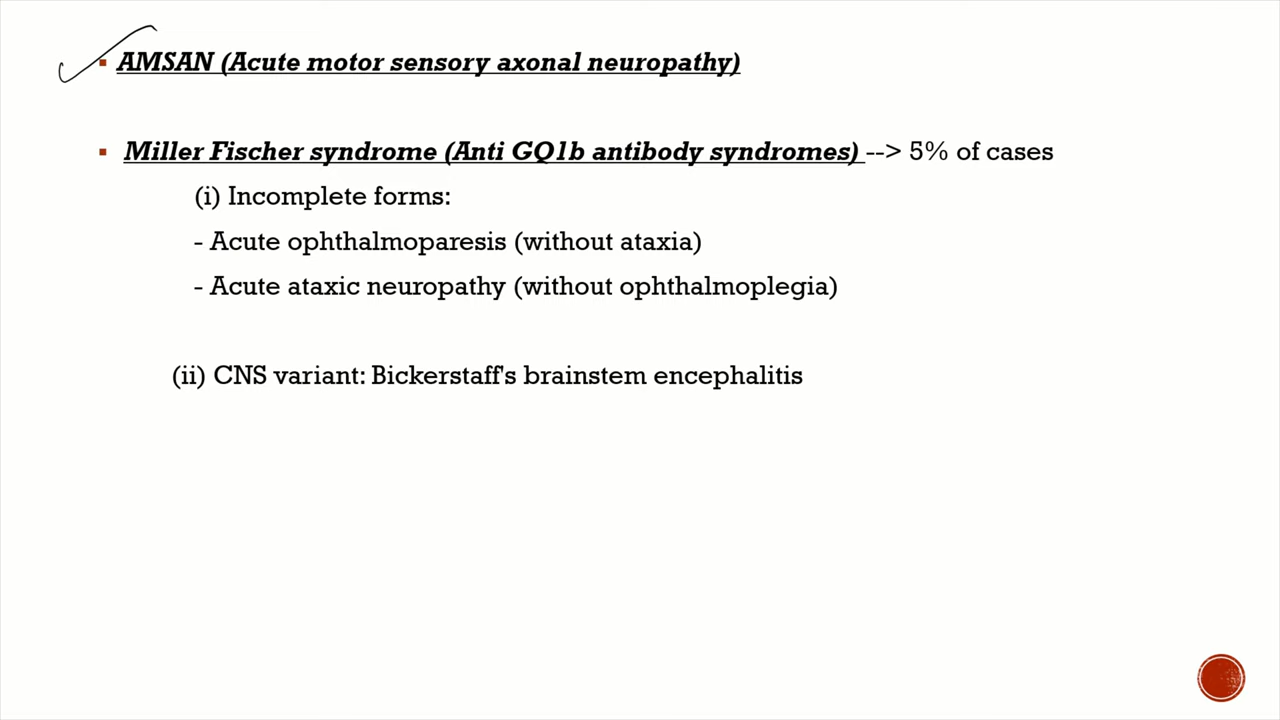 ▪ AMSAN (Acute motor sensory axonal neuropathy)
▪ Miller Fischer syndrome (Anti GQ1b antibody syndromes) --> 5% of cases
(i) Incomplete forms:
- Acute ophthalmoparesis (without ataxia)
- Acute ataxic neuropathy (without ophthalmoplegia)
(ii) CNS variant: Bickerstaff's brainstem encephalitis